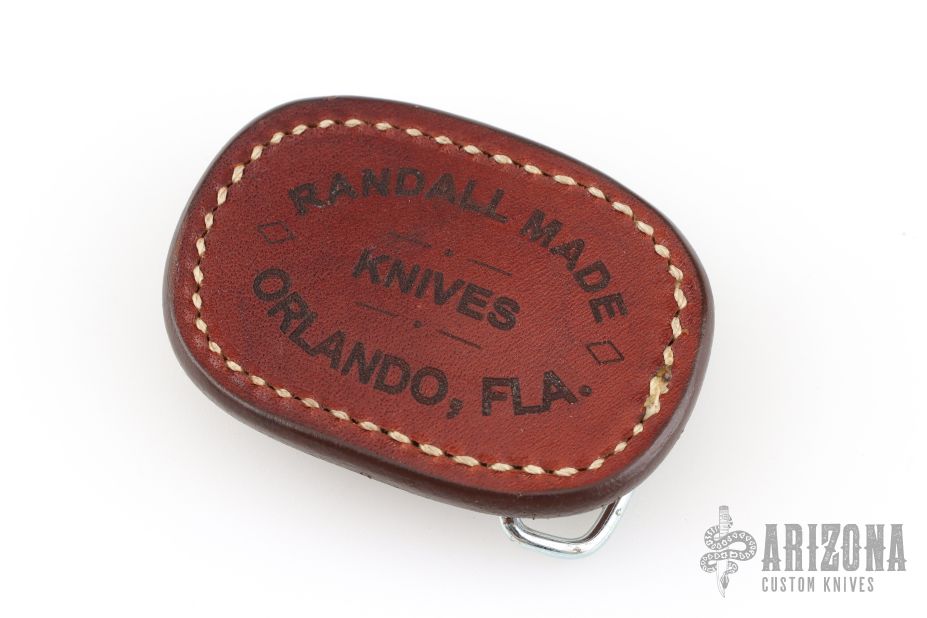 RANDALL MADE
KNIVES
ORLANDO, FLA.
ARIZONA
CUSTOM KNIVES